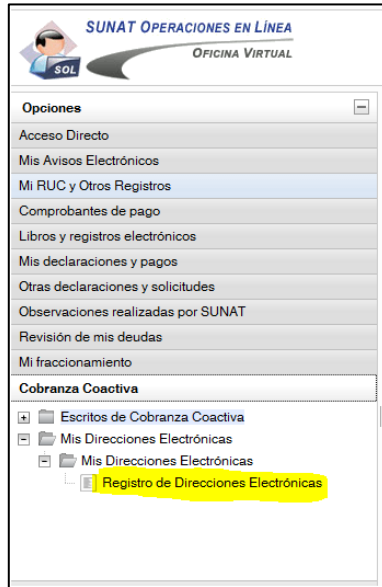 SUNAT OPERACIONES EN LÍNEA
OFICINA VIRTUAL
SOL
Opciones
Acceso Directo
Mis Avisos Electrónicos
Mi RUC y Otros Registros
Comprobantes de pago
Libros y registros electrónicos
Mis declaraciones y pagos
Otras declaraciones y solicitudes
Observaciones realizadas por SUNAT
Revisión de mis deudas
Mi fraccionamiento
Cobranza Coactiva
Escritos de Cobranza Coactiva
Mis Direcciones Electrónicas
Mis Direcciones Electrónicas
Registro de Direcciones Electrónicas